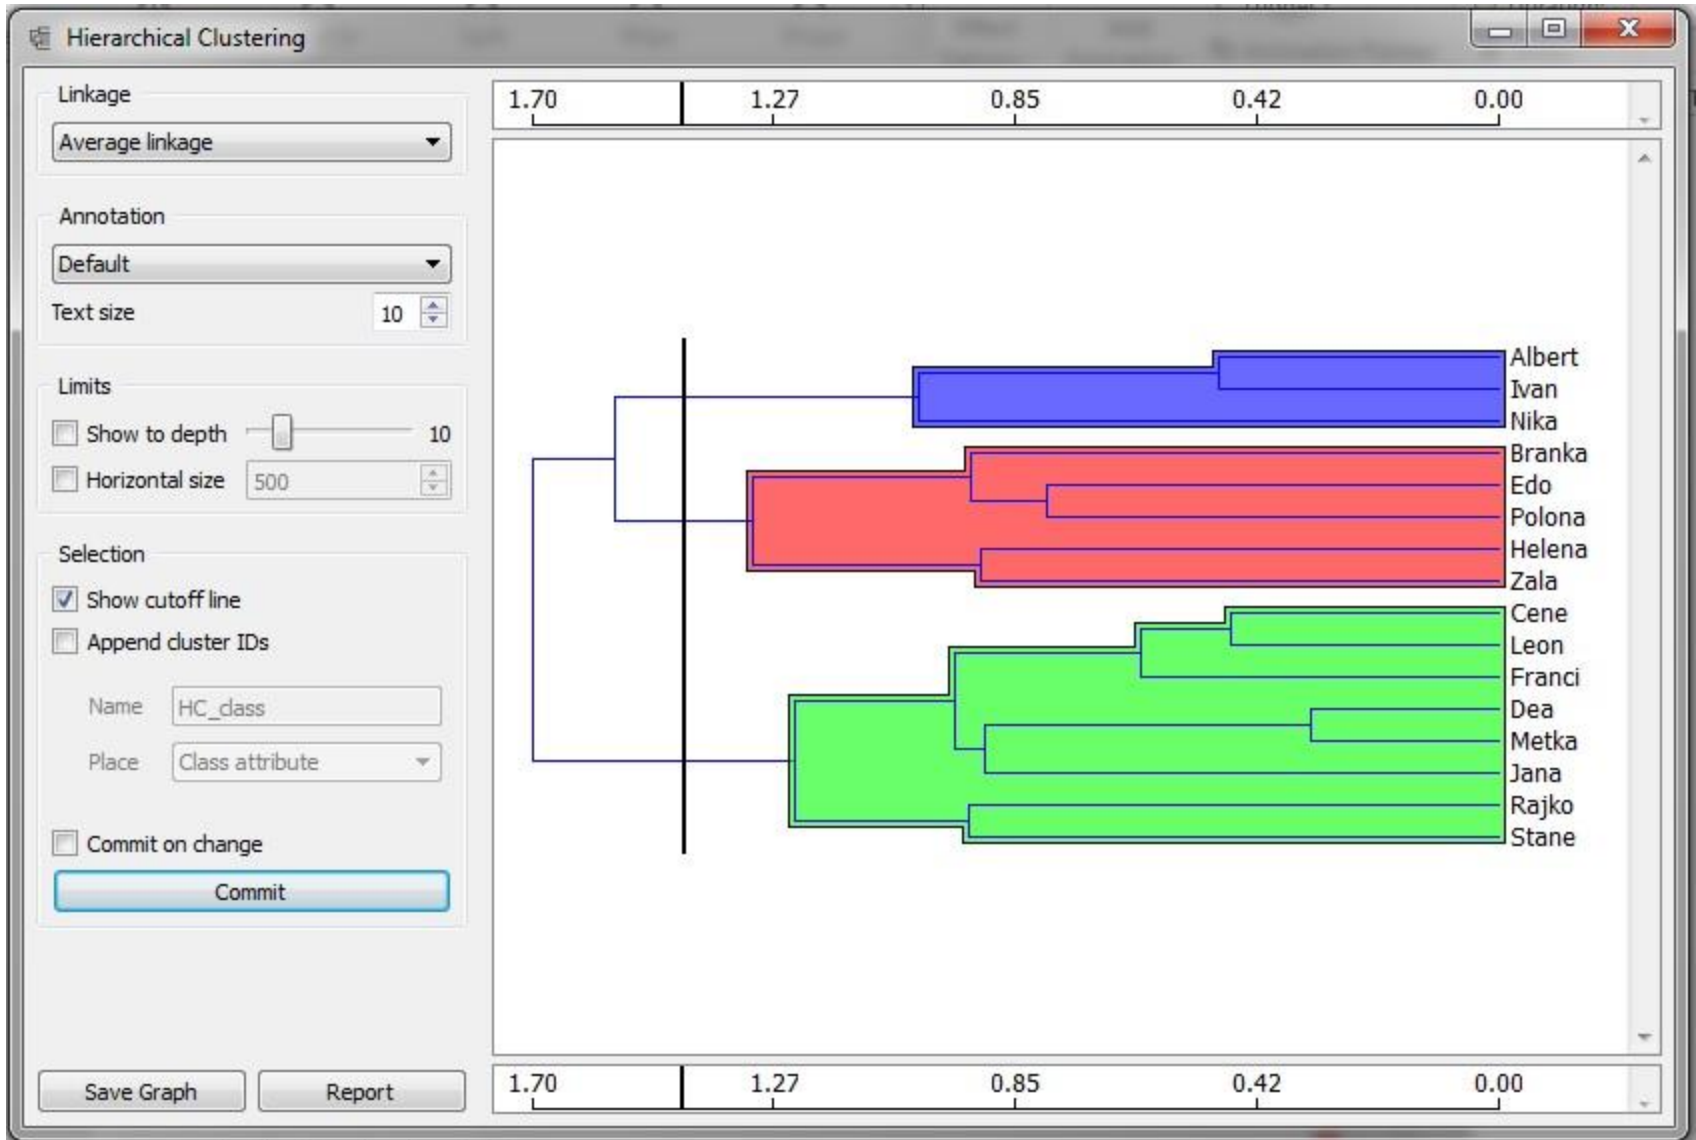 Hierarchical Clustering
Linkage
Average linkage
Annotation
Default
Text size 10
Limits
Show to depth 10
Horizontal size 500
Selection
Show cutoff line
Append cluster IDs
Name HC_class
Place Class attribute
Commit on change
Commit
Save Graph Report
1.70 1.27 0.85 0.42 0.00
Albert
Ivan
Nika
Branka
Edo
Polona
Helena
Zala
Cene
Leon
Franci
Dea
Metka
Jana
Rajko
Stane
1.70 1.27 0.85 0.42 0.00